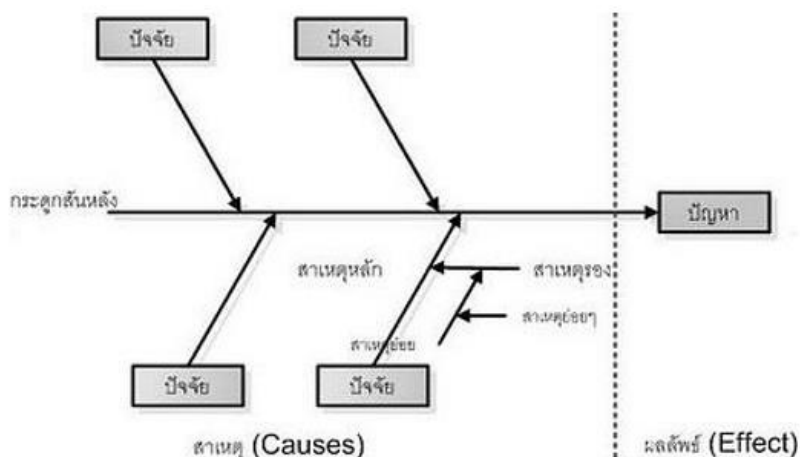 ปัจจัย
ปัจจัย
กระดูกสันหลัง
ปัญหา
สาเหตุหลัก
สาเหตุรอง
สาเหตุย่อยๆ
สาเหตุย่อย
ปัจจัย
ปัจจัย
สาเหตุ (Causes)
ผลลัพธ์ (Effect)